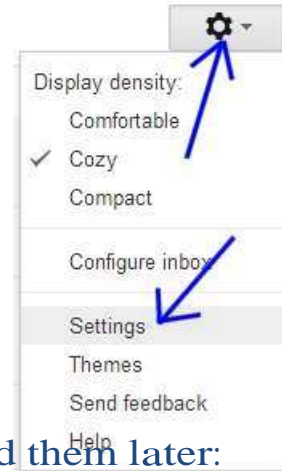 Display density:
Comfortable
Cozy
Compact
Configure inbox
Settings
Themes
Send feedback
Help
d them later: